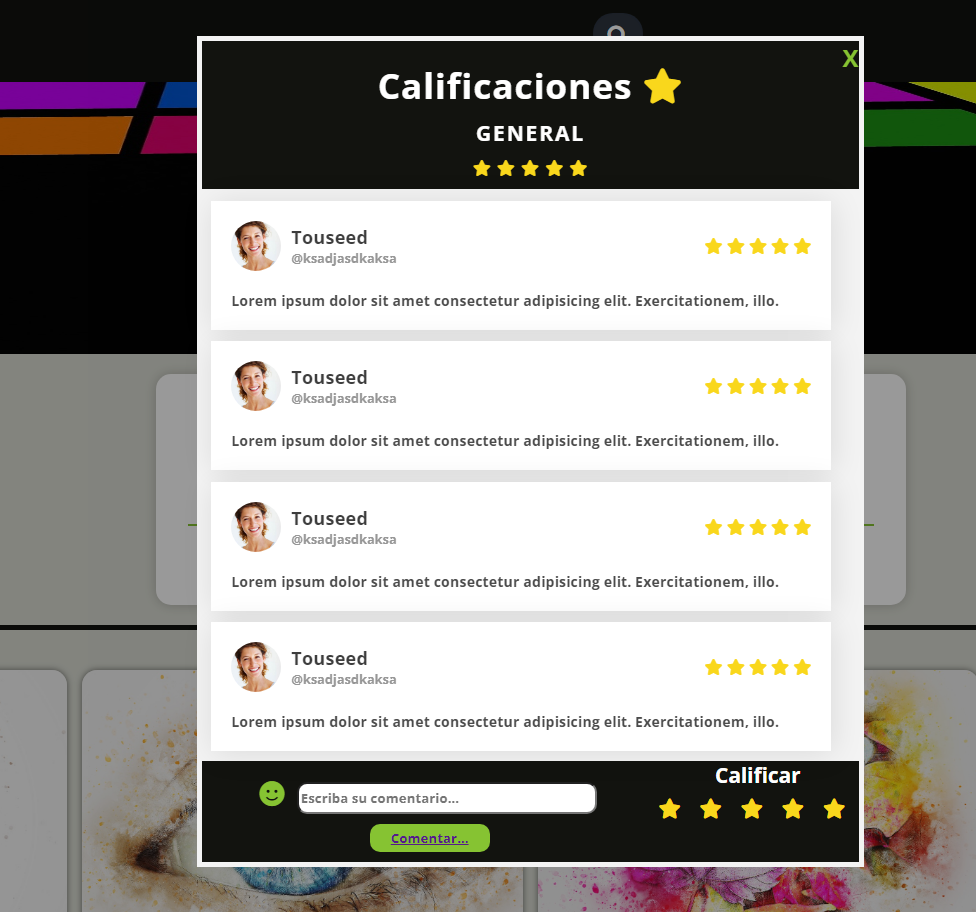 X
Calificaciones
GENERAL
Touseed
@ksadjasdkaksa
Lorem ipsum dolor sit amet consectetur adipisicing elit. Exercitationem, illo.
Touseed
@ksadjasdkaksa
Lorem ipsum dolor sit amet consectetur adipisicing elit. Exercitationem, illo.
Touseed
@ksadjasdkaksa
Lorem ipsum dolor sit amet consectetur adipisicing elit. Exercitationem, illo.
Touseed
@ksadjasdkaksa
Lorem ipsum dolor sit amet consectetur adipisicing elit. Exercitationem, illo.
Calificar
Escriba su comentario...
Comentar...